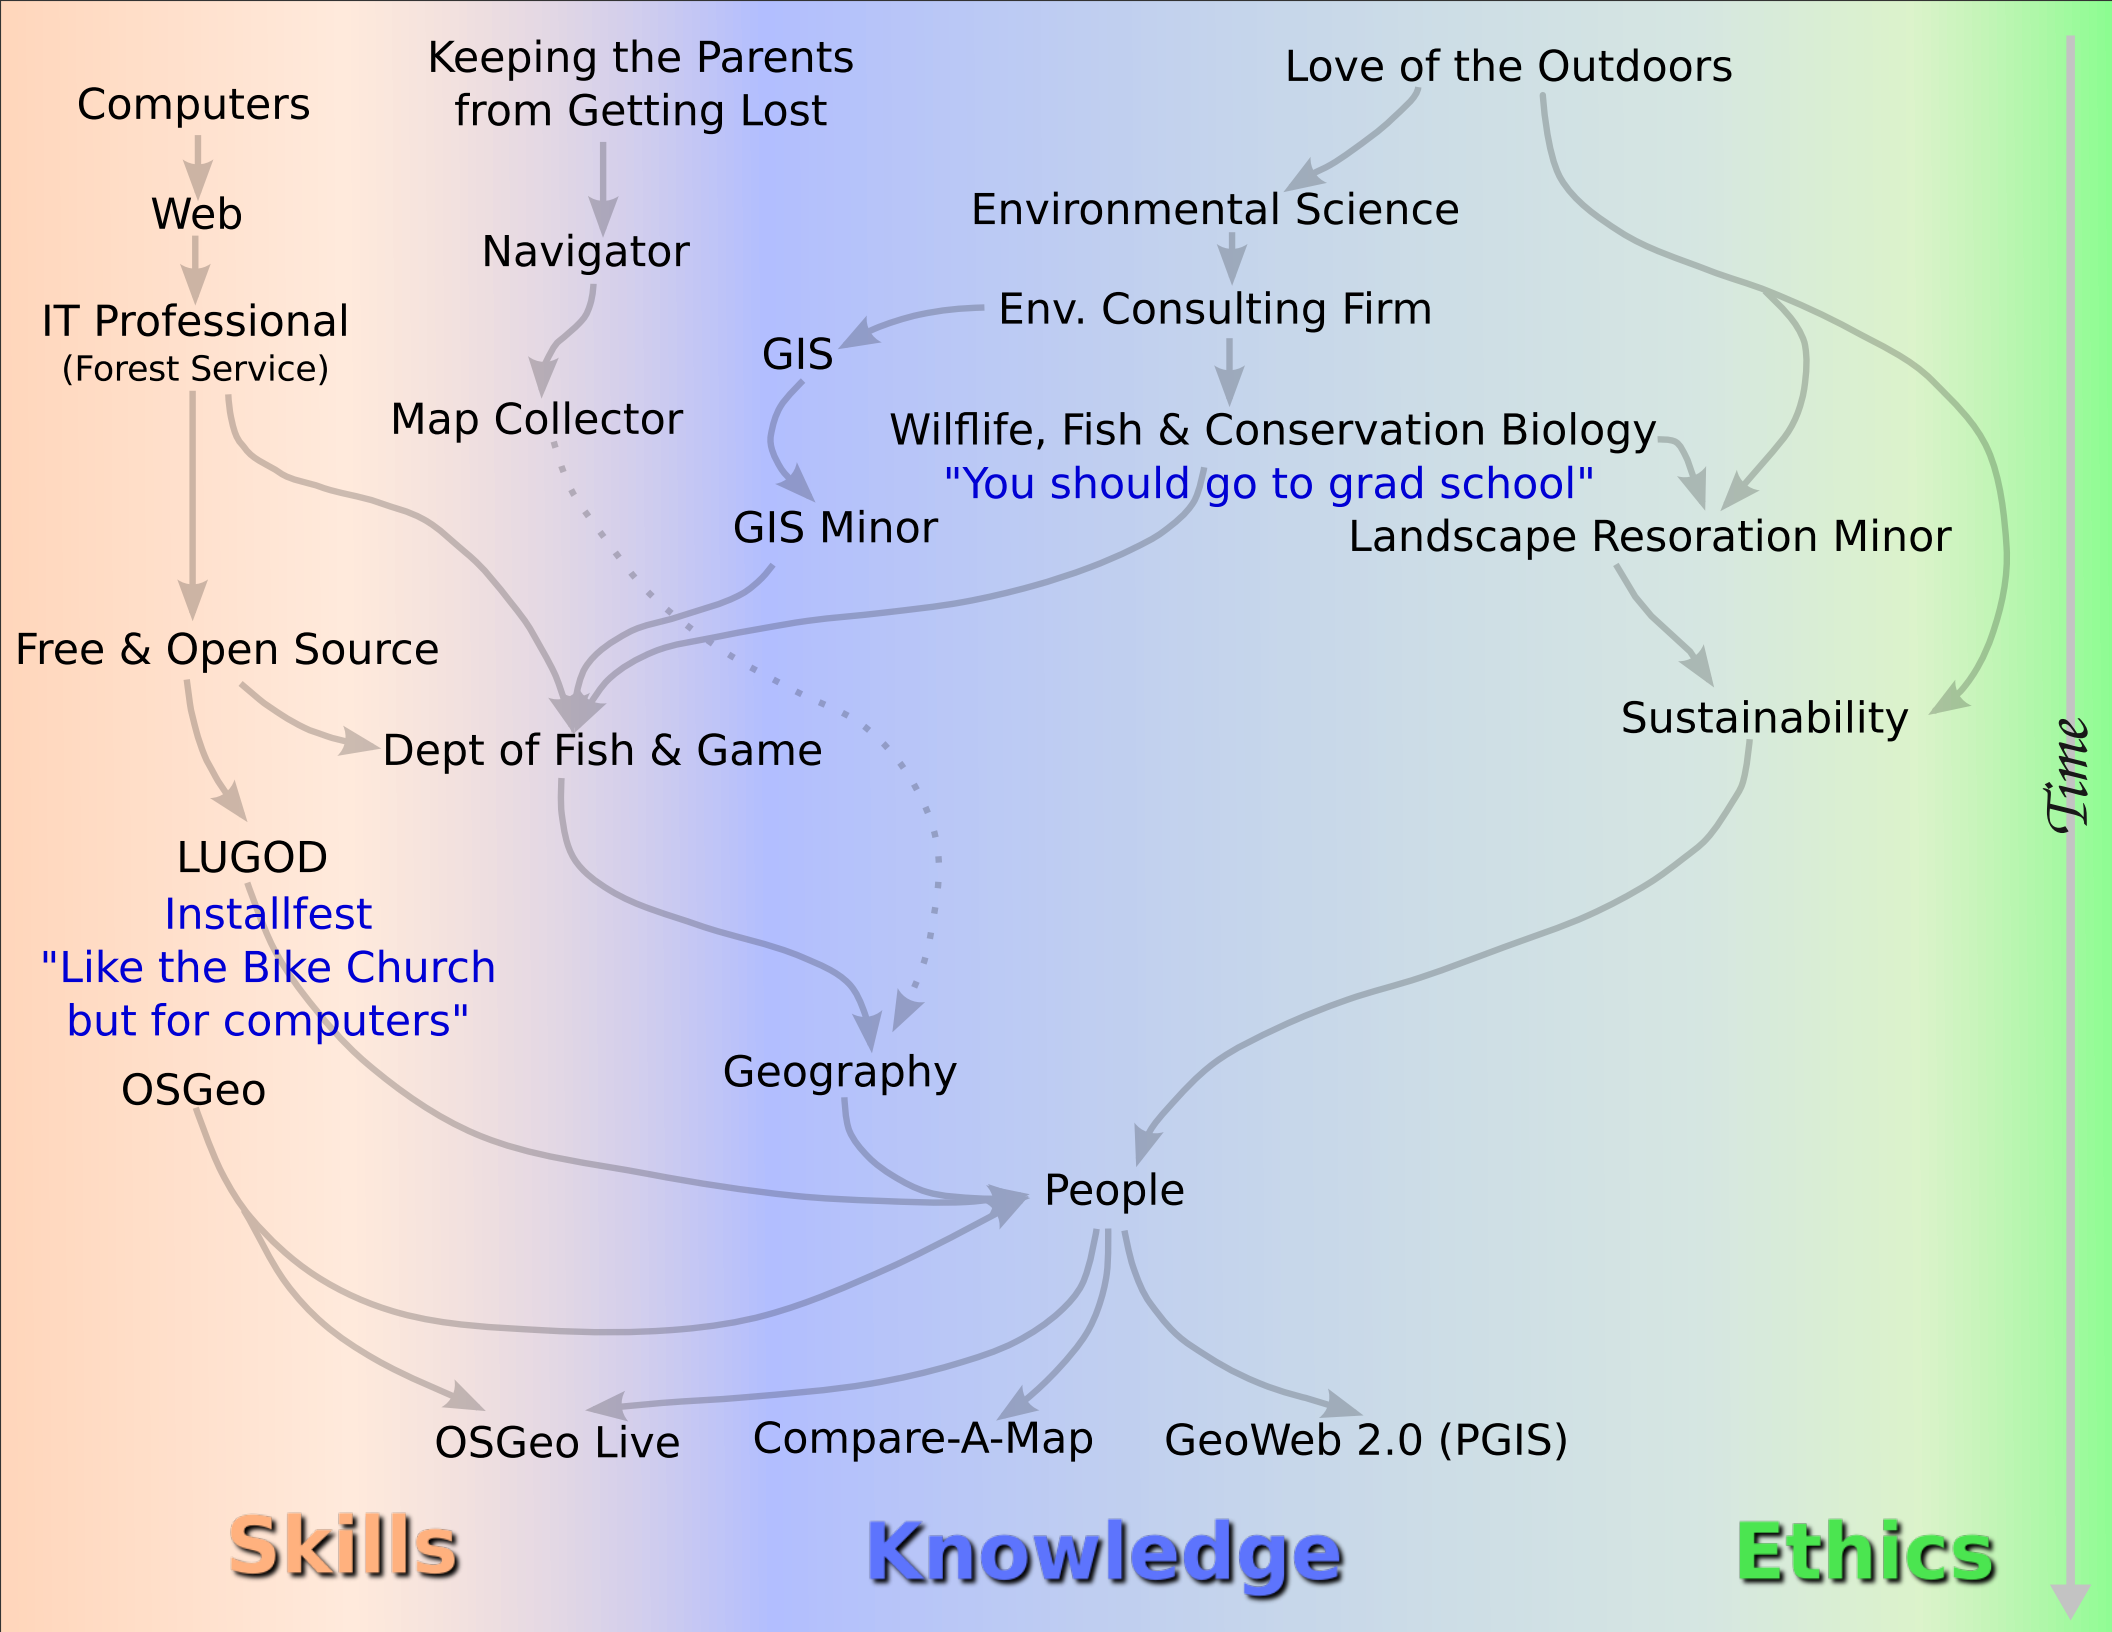 Keeping the Parents
from Getting Lost
Love of the Outdoors
Computers
Web
Environmental Science
Navigator
IT Professional
(Forest Service)
Env. Consulting Firm
GIS
Map Collector
Wilflife, Fish & Conservation Biology
"You should go to grad school"
GIS Minor
Landscape Resoration Minor
Free & Open Source
Sustainability
Dept of Fish & Game
Time
LUGOD
Installfest
"Like the Bike Church
but for computers"
OSGeo
Geography
People
OSGeo Live
Compare-A-Map
GeoWeb 2.0 (PGIS)
Skills
Knowledge
Ethics